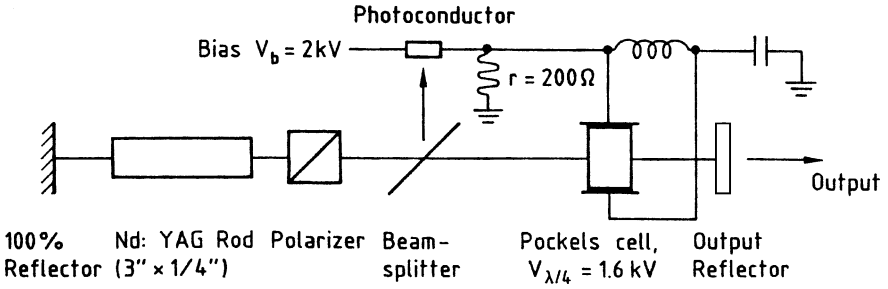 Photoconductor
Bias V_b = 2kV
r = 200Ω
Output
100% Reflector
Nd: YAG Rod (3" × 1/4")
Polarizer
Beam-splitter
Pockels cell, V_λ/4 = 1.6 kV
Output Reflector